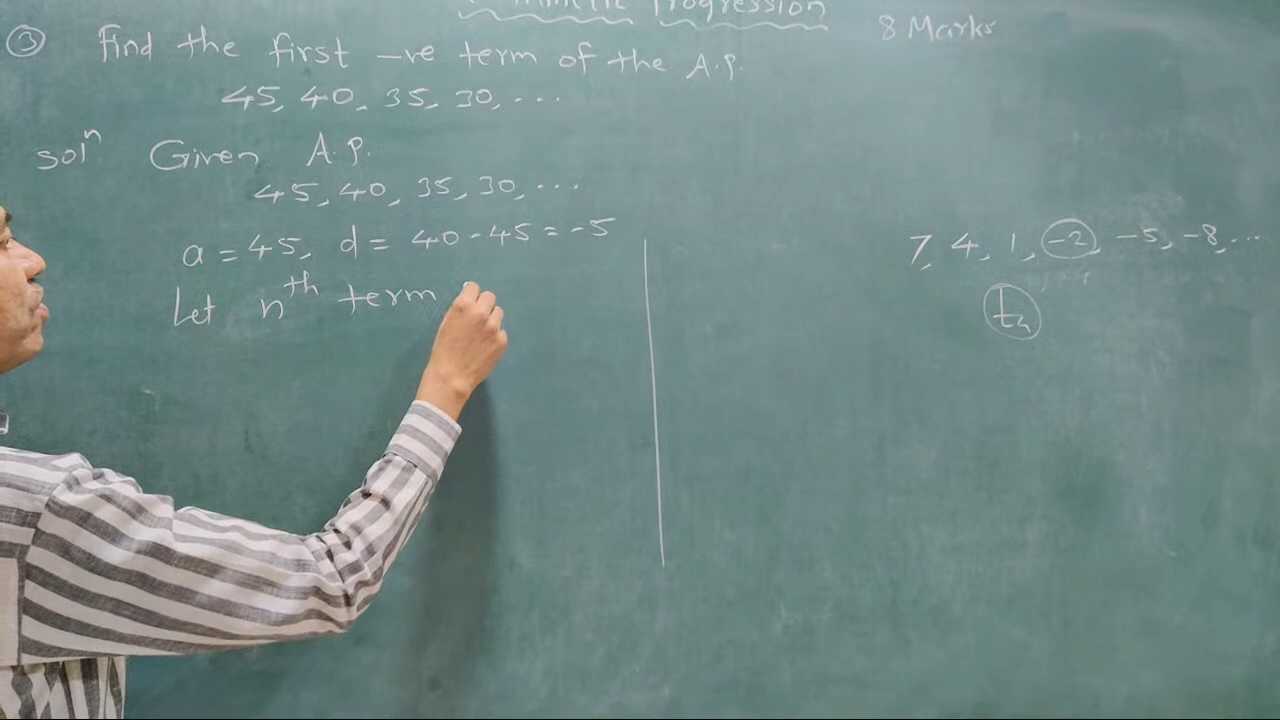 Progression
8 Marks
③ Find the first -ve term of the A.P.
45, 40, 35, 30, ...
solⁿ Given A.P.
45, 40, 35, 30, ...
a = 45, d = 40 - 45 = -5
Let nᵗʰ term
7, 4, 1, -2, -5, -8, ...